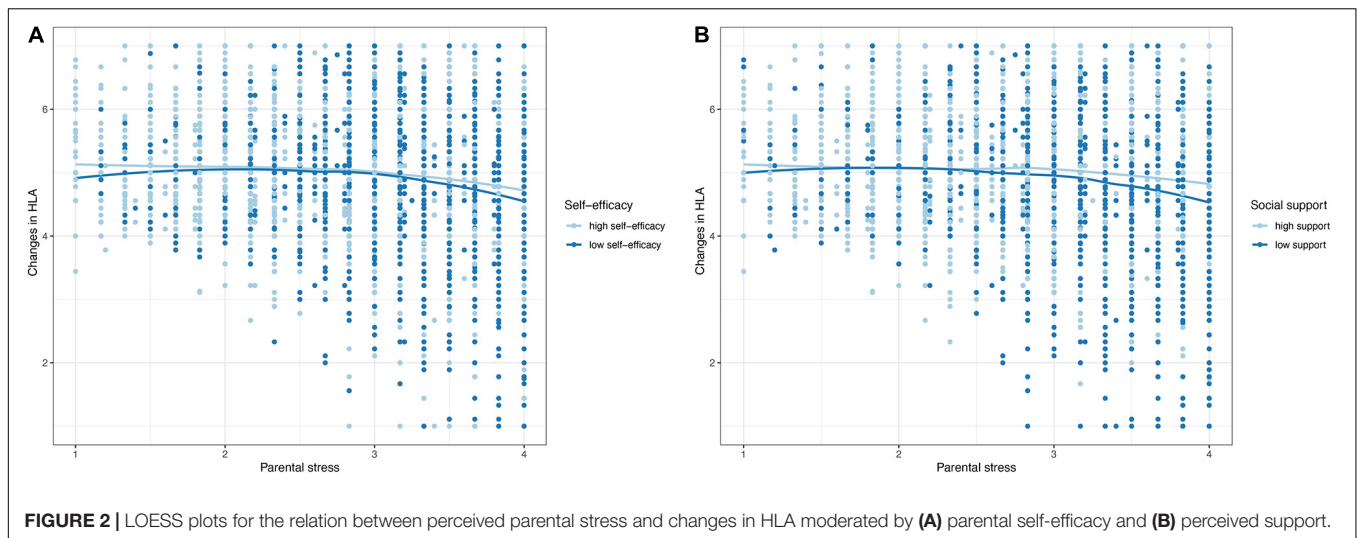 A
Changes in HLA
6
4
2
1 2 3 4
Parental stress
Self−efficacy
high self−efficacy
low self−efficacy
B
Changes in HLA
6
4
2
1 2 3 4
Parental stress
Social support
high support
low support
FIGURE 2 | LOESS plots for the relation between perceived parental stress and changes in HLA moderated by (A) parental self-efficacy and (B) perceived support.